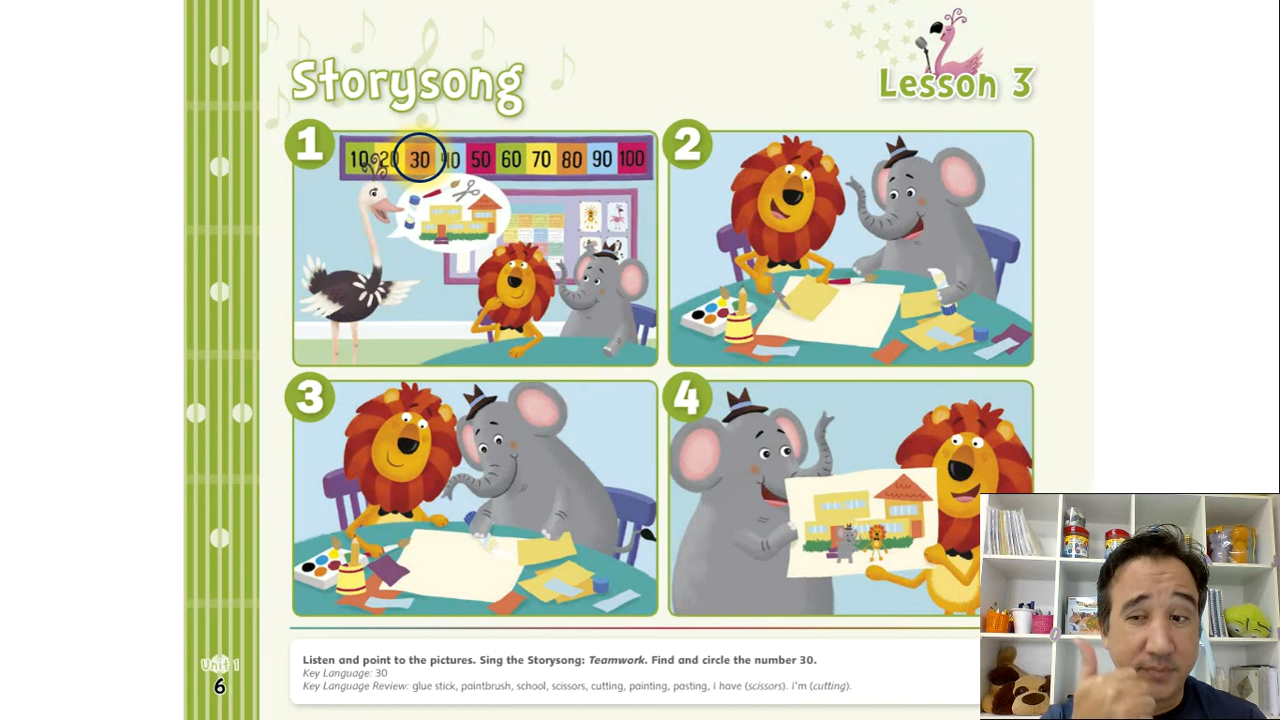 Storysong
Lesson 3
1
10 20 30 40 50 60 70 80 90 100
2
3
4
Listen and point to the pictures. Sing the Storysong: Teamwork. Find and circle the number 30.
Key Language: 30
Key Language Review: glue stick, paintbrush, school, scissors, cutting, painting, pasting, I have (scissors). I'm (cutting).
Unit 1
6